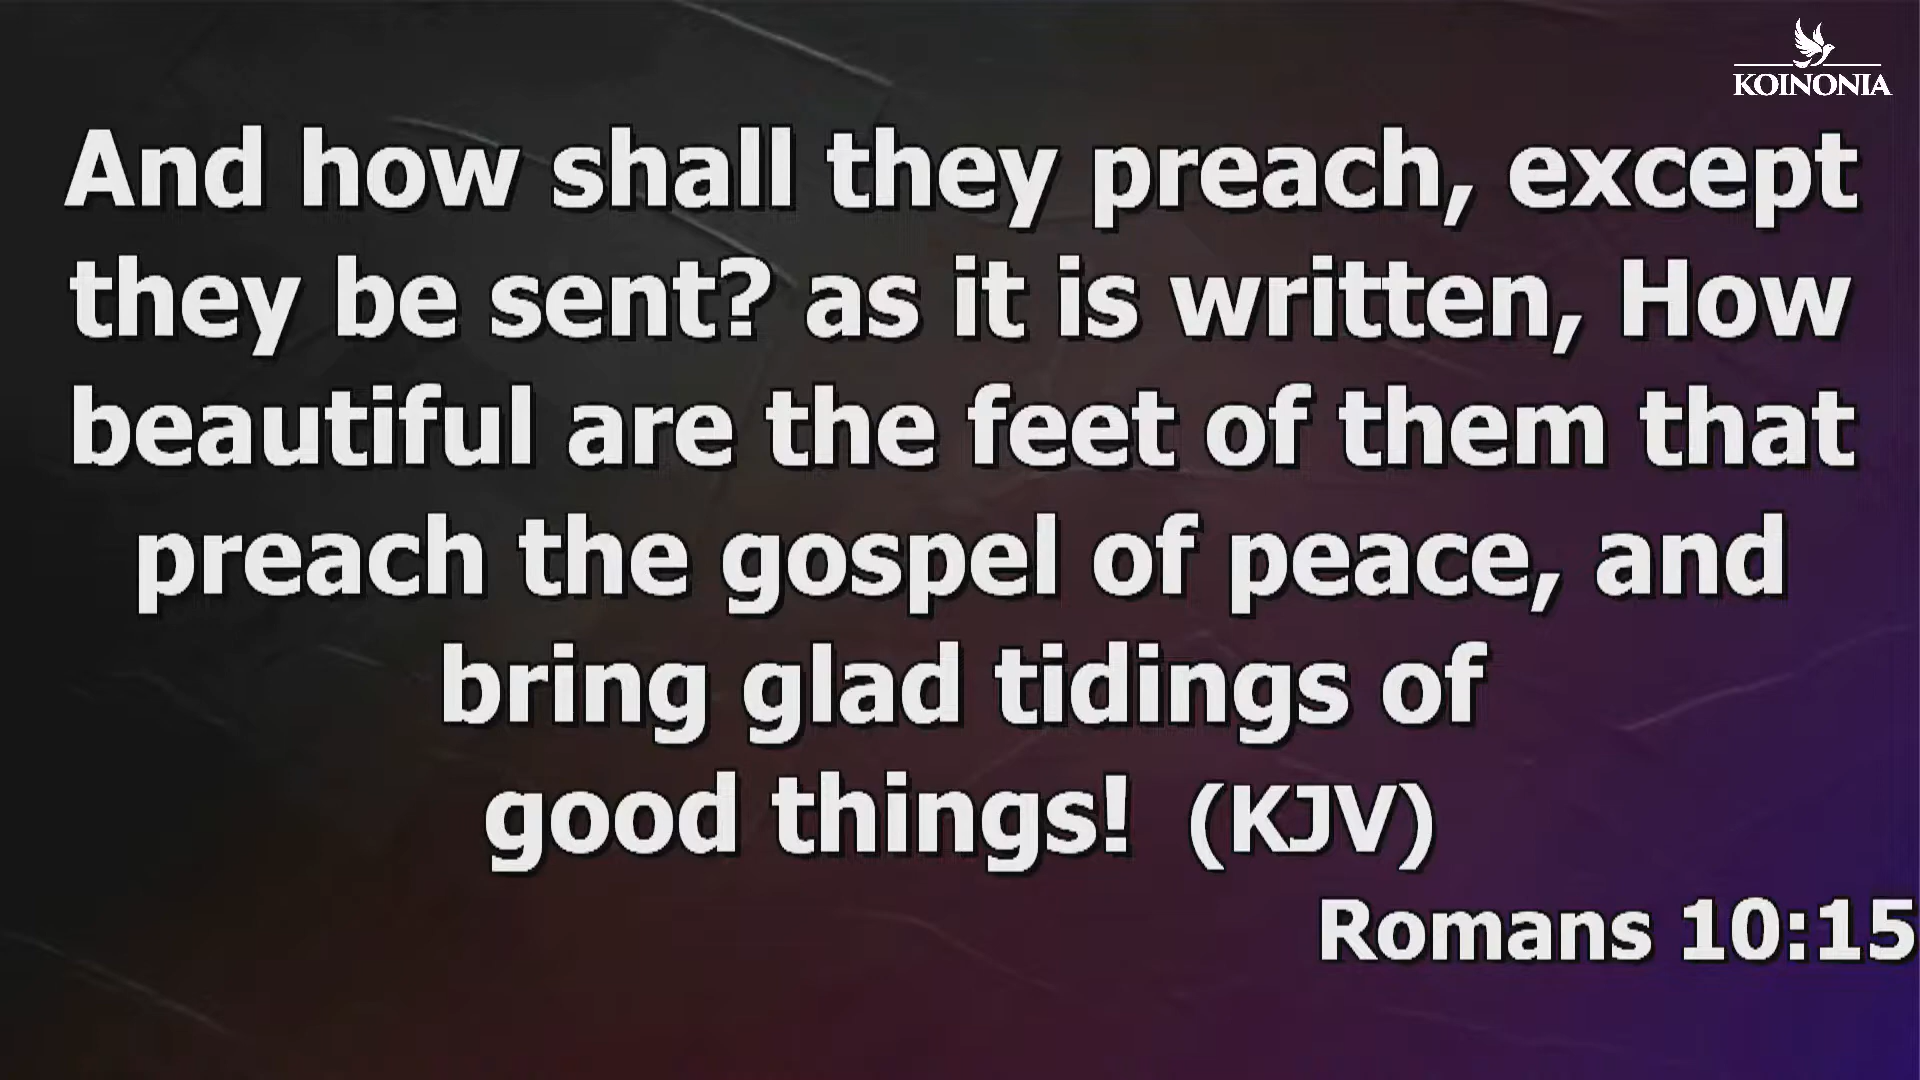 KOINONIA
And how shall they preach, except
they be sent? as it is written, How
beautiful are the feet of them that
preach the gospel of peace, and
bring glad tidings of
good things!  (KJV)
Romans 10:15